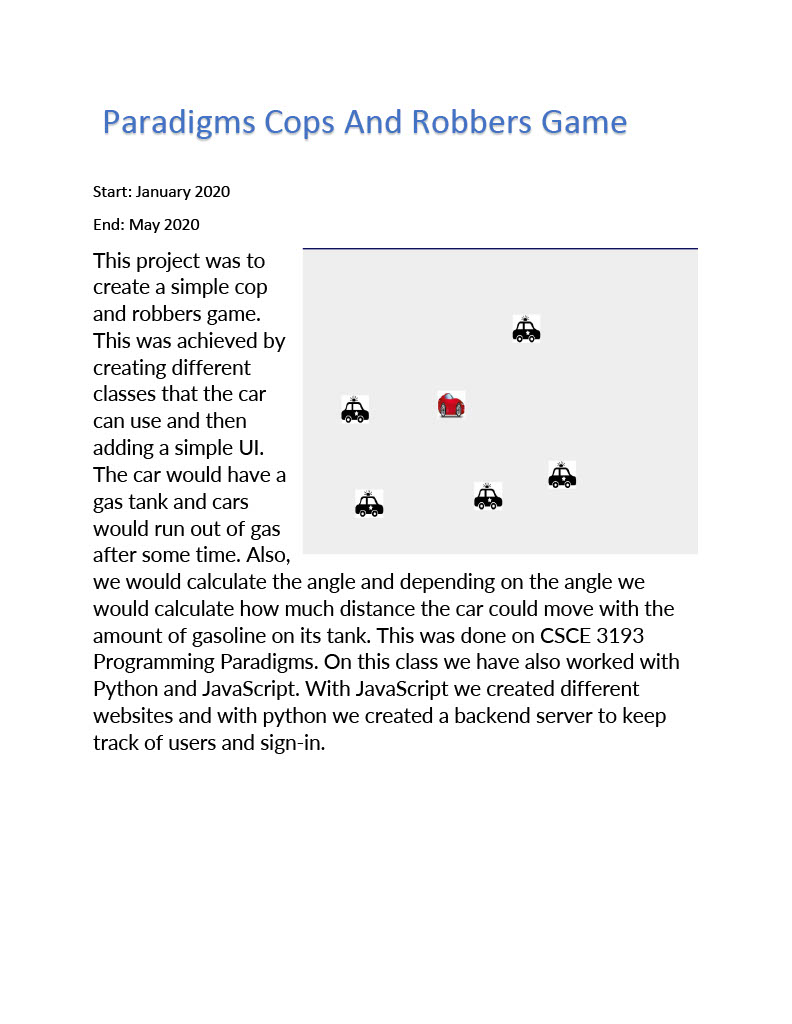 Paradigms Cops And Robbers Game
Start: January 2020
End: May 2020
This project was to
create a simple cop
and robbers game.
This was achieved by
creating different
classes that the car
can use and then
adding a simple UI.
The car would have a
gas tank and cars
would run out of gas
after some time. Also,
we would calculate the angle and depending on the angle we
would calculate how much distance the car could move with the
amount of gasoline on its tank. This was done on CSCE 3193
Programming Paradigms. On this class we have also worked with
Python and JavaScript. With JavaScript we created different
websites and with python we created a backend server to keep
track of users and sign-in.